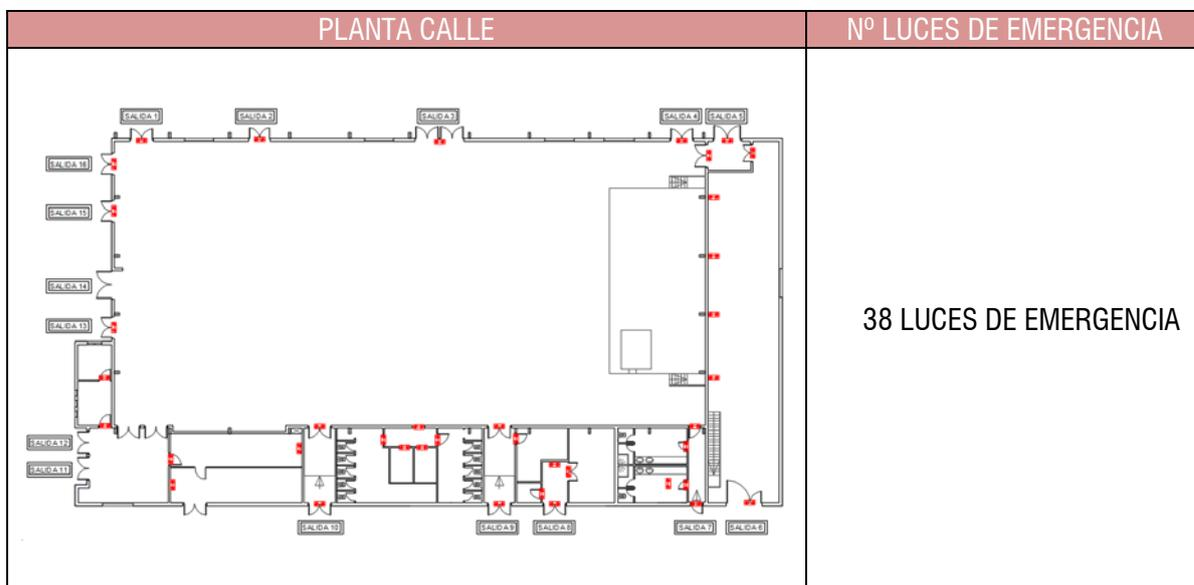 PLANTA CALLE
Nº LUCES DE EMERGENCIA
SALIDA 1
SALIDA 2
SALIDA 3
SALIDA 4
SALIDA 5
SALIDA 16
SALIDA 15
SALIDA 14
38 LUCES DE EMERGENCIA
SALIDA 13
SALIDA 12
SALIDA 11
SALIDA 10
SALIDA 9
SALIDA 8
SALIDA 7
SALIDA 6